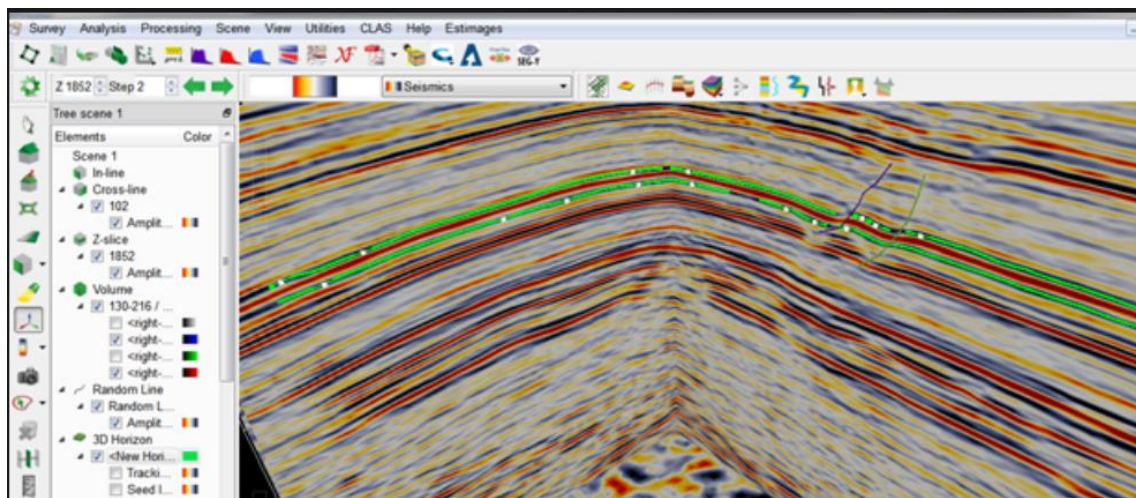 Survey Analysis Processing Scene View Utilities CLAS Help Estimages
XF SEG-Y
Z 1852 Step 2 Seismics
Tree scene 1
Elements Color
Scene 1
In-line
Cross-line
102
Amplit...
Z-slice
1852
Amplit...
Volume
130-216 / ...
<right-...
<right-...
<right-...
<right-...
Random Line
Random L...
Amplit...
3D Horizon
<New Hori...
Tracki...
Seed I...